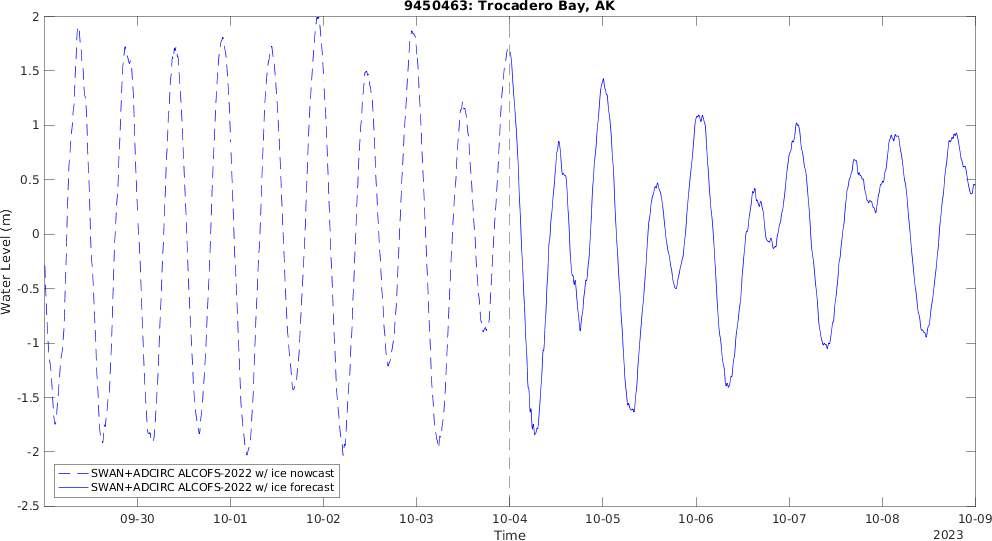 9450463: Trocadero Bay, AK
2
1.5
1
0.5
0
-0.5
-1
-1.5
-2
-2.5
Water Level (m)
SWAN+ADCIRC ALCOFS-2022 w/ ice nowcast
SWAN+ADCIRC ALCOFS-2022 w/ ice forecast
09-30 10-01 10-02 10-03 10-04 10-05 10-06 10-07 10-08 10-09
Time
2023